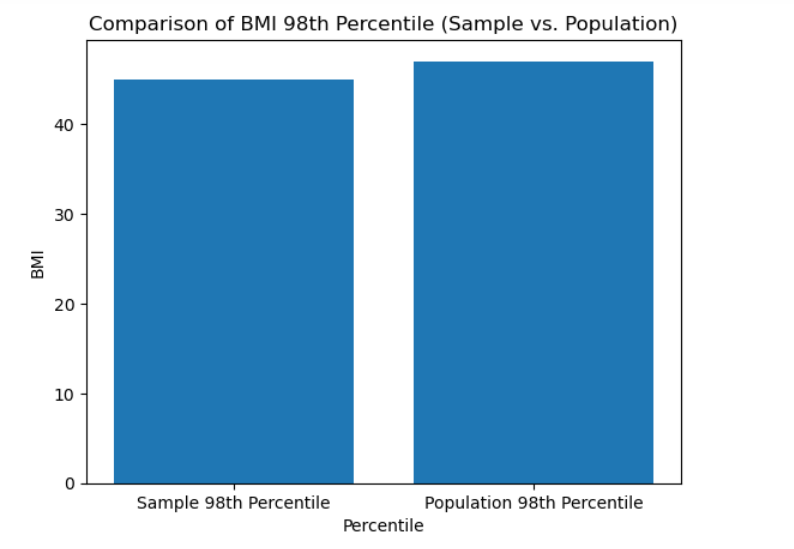 Comparison of BMI 98th Percentile (Sample vs. Population)
BMI
40
30
20
10
0
Sample 98th Percentile
Population 98th Percentile
Percentile